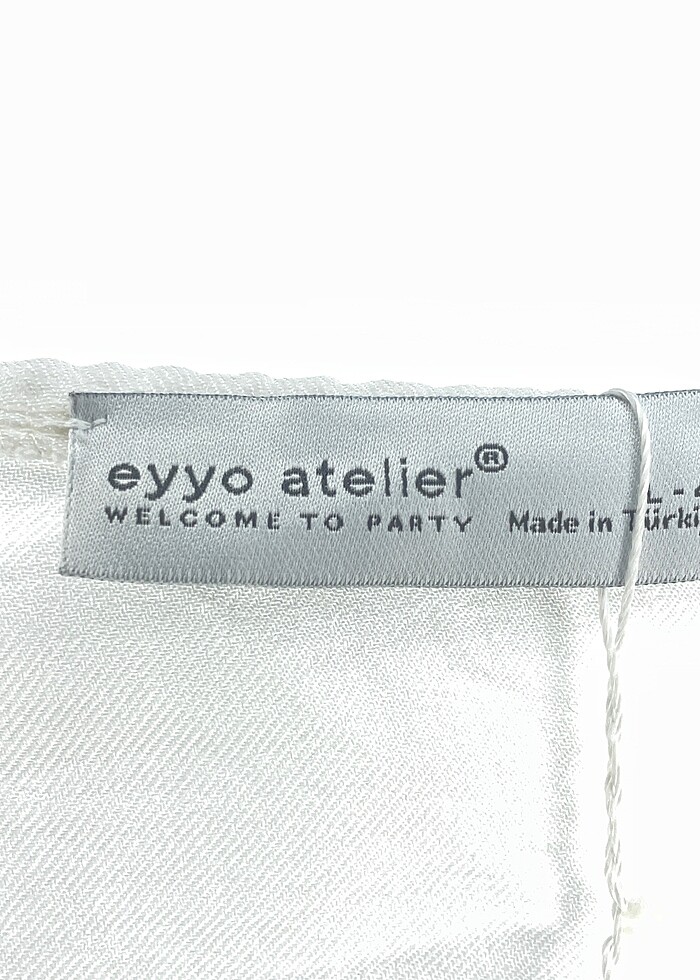 eyyo atelier®
WELCOME TO PARTY
L -
Made in